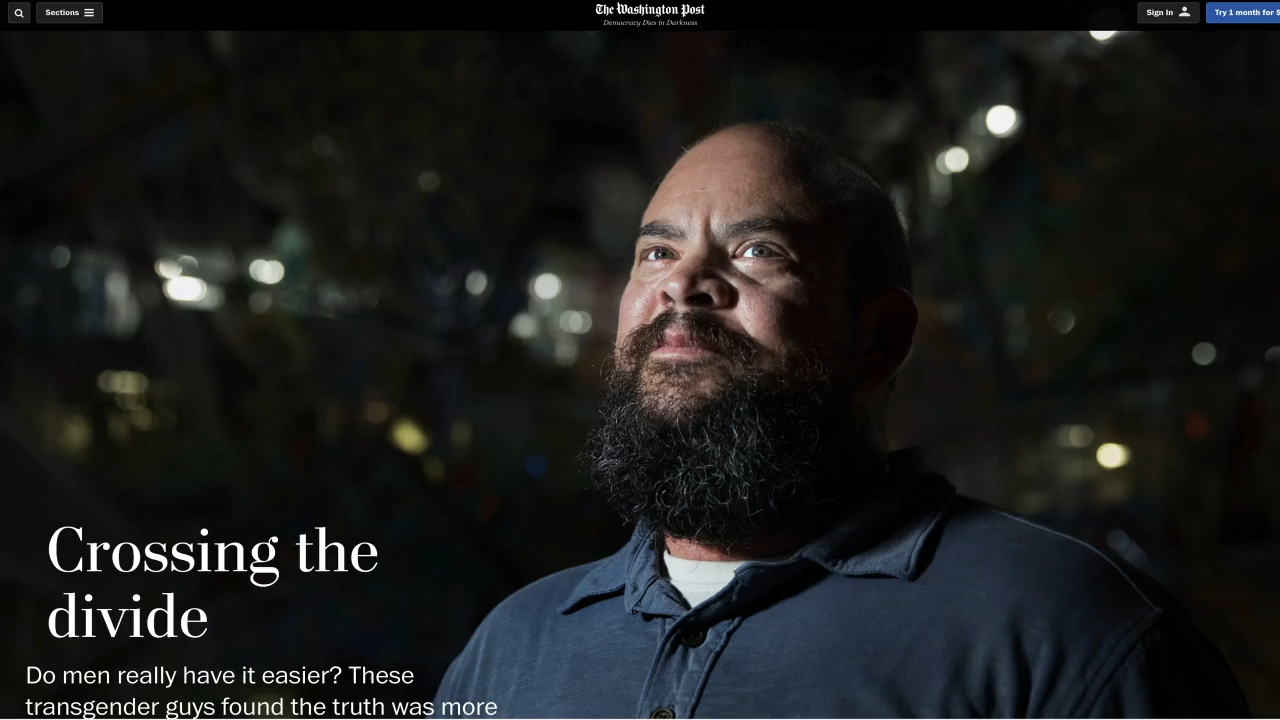 Sections
The Washington Post
Democracy Dies in Darkness
Sign In
Try 1 month for $
Crossing the
divide
Do men really have it easier? These
transgender guys found the truth was more